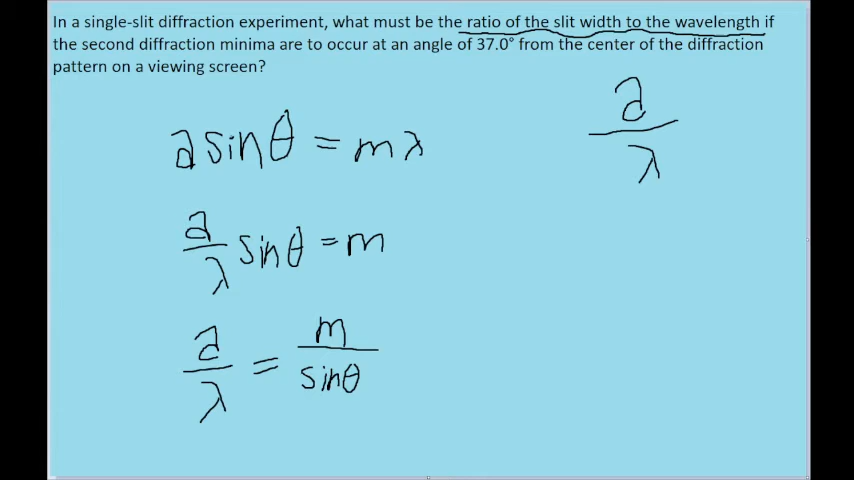 In a single-slit diffraction experiment, what must be the ratio of the slit width to the wavelength if
the second diffraction minima are to occur at an angle of 37.0° from the center of the diffraction
pattern on a viewing screen?
a/λ
a sinθ = mλ
a/λ sinθ = m
a/λ = m/sinθ